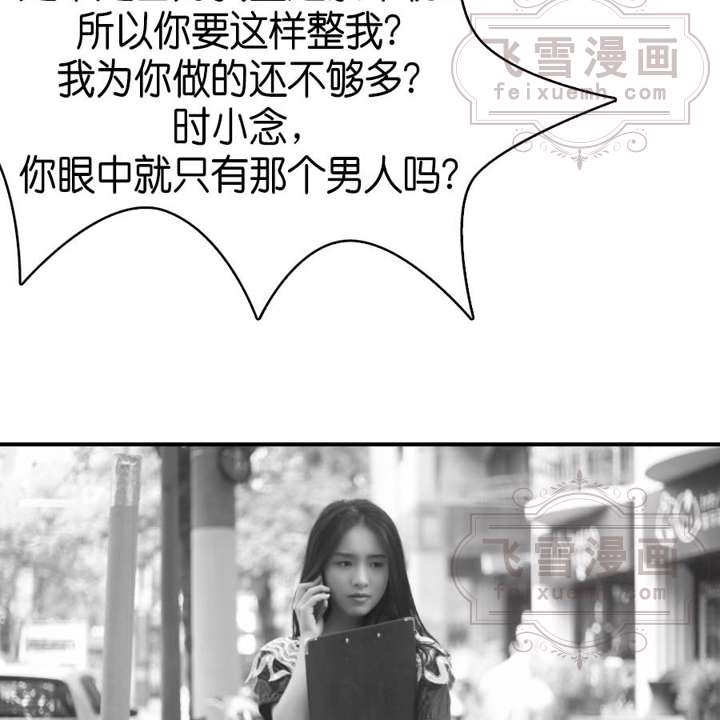 所以你要这样整我？
我为你做的还不够多？
时小念，
你眼中就只有那个男人吗？
飞雪漫画
feixuemh.com
飞雪漫画
feixuemh.com